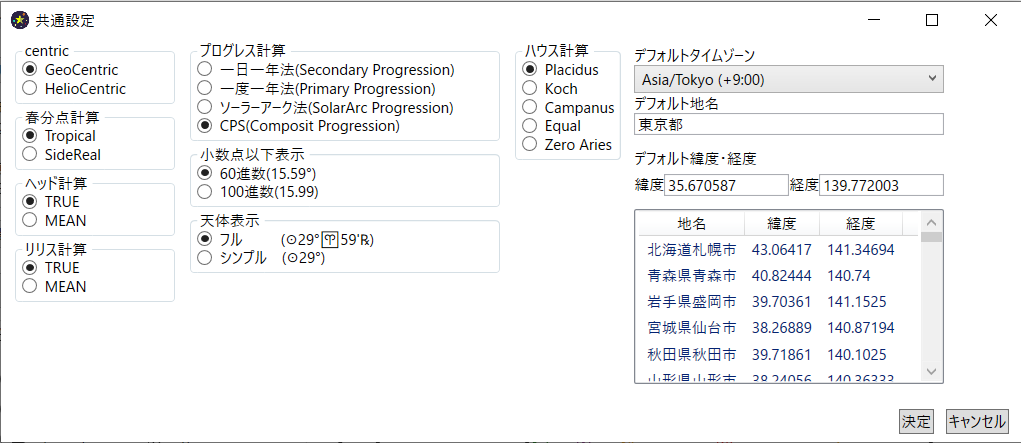 共通設定
centric
GeoCentric
HelioCentric
春分点計算
Tropical
SideReal
ヘッド計算
TRUE
MEAN
リリス計算
TRUE
MEAN
プログレス計算
一日一年法(Secondary Progression)
一度一年法(Primary Progression)
ソーラーアーク法(SolarArc Progression)
CPS(Composit Progression)
小数点以下表示
60進数(15.59°)
100進数(15.99)
天体表示
フル (⊙29°♈59'℞)
シンプル (⊙29°)
ハウス計算
Placidus
Koch
Campanus
Equal
Zero Aries
デフォルトタイムゾーン
Asia/Tokyo (+9:00)
デフォルト地名
東京都
デフォルト緯度・経度
緯度 35.670587 経度 139.772003
地名 緯度 経度
北海道札幌市 43.06417 141.34694
青森県青森市 40.82444 140.74
岩手県盛岡市 39.70361 141.1525
宮城県仙台市 38.26889 140.87194
秋田県秋田市 39.71861 140.1025
山形県山形市 38.24056 140.36333
決定 キャンセル